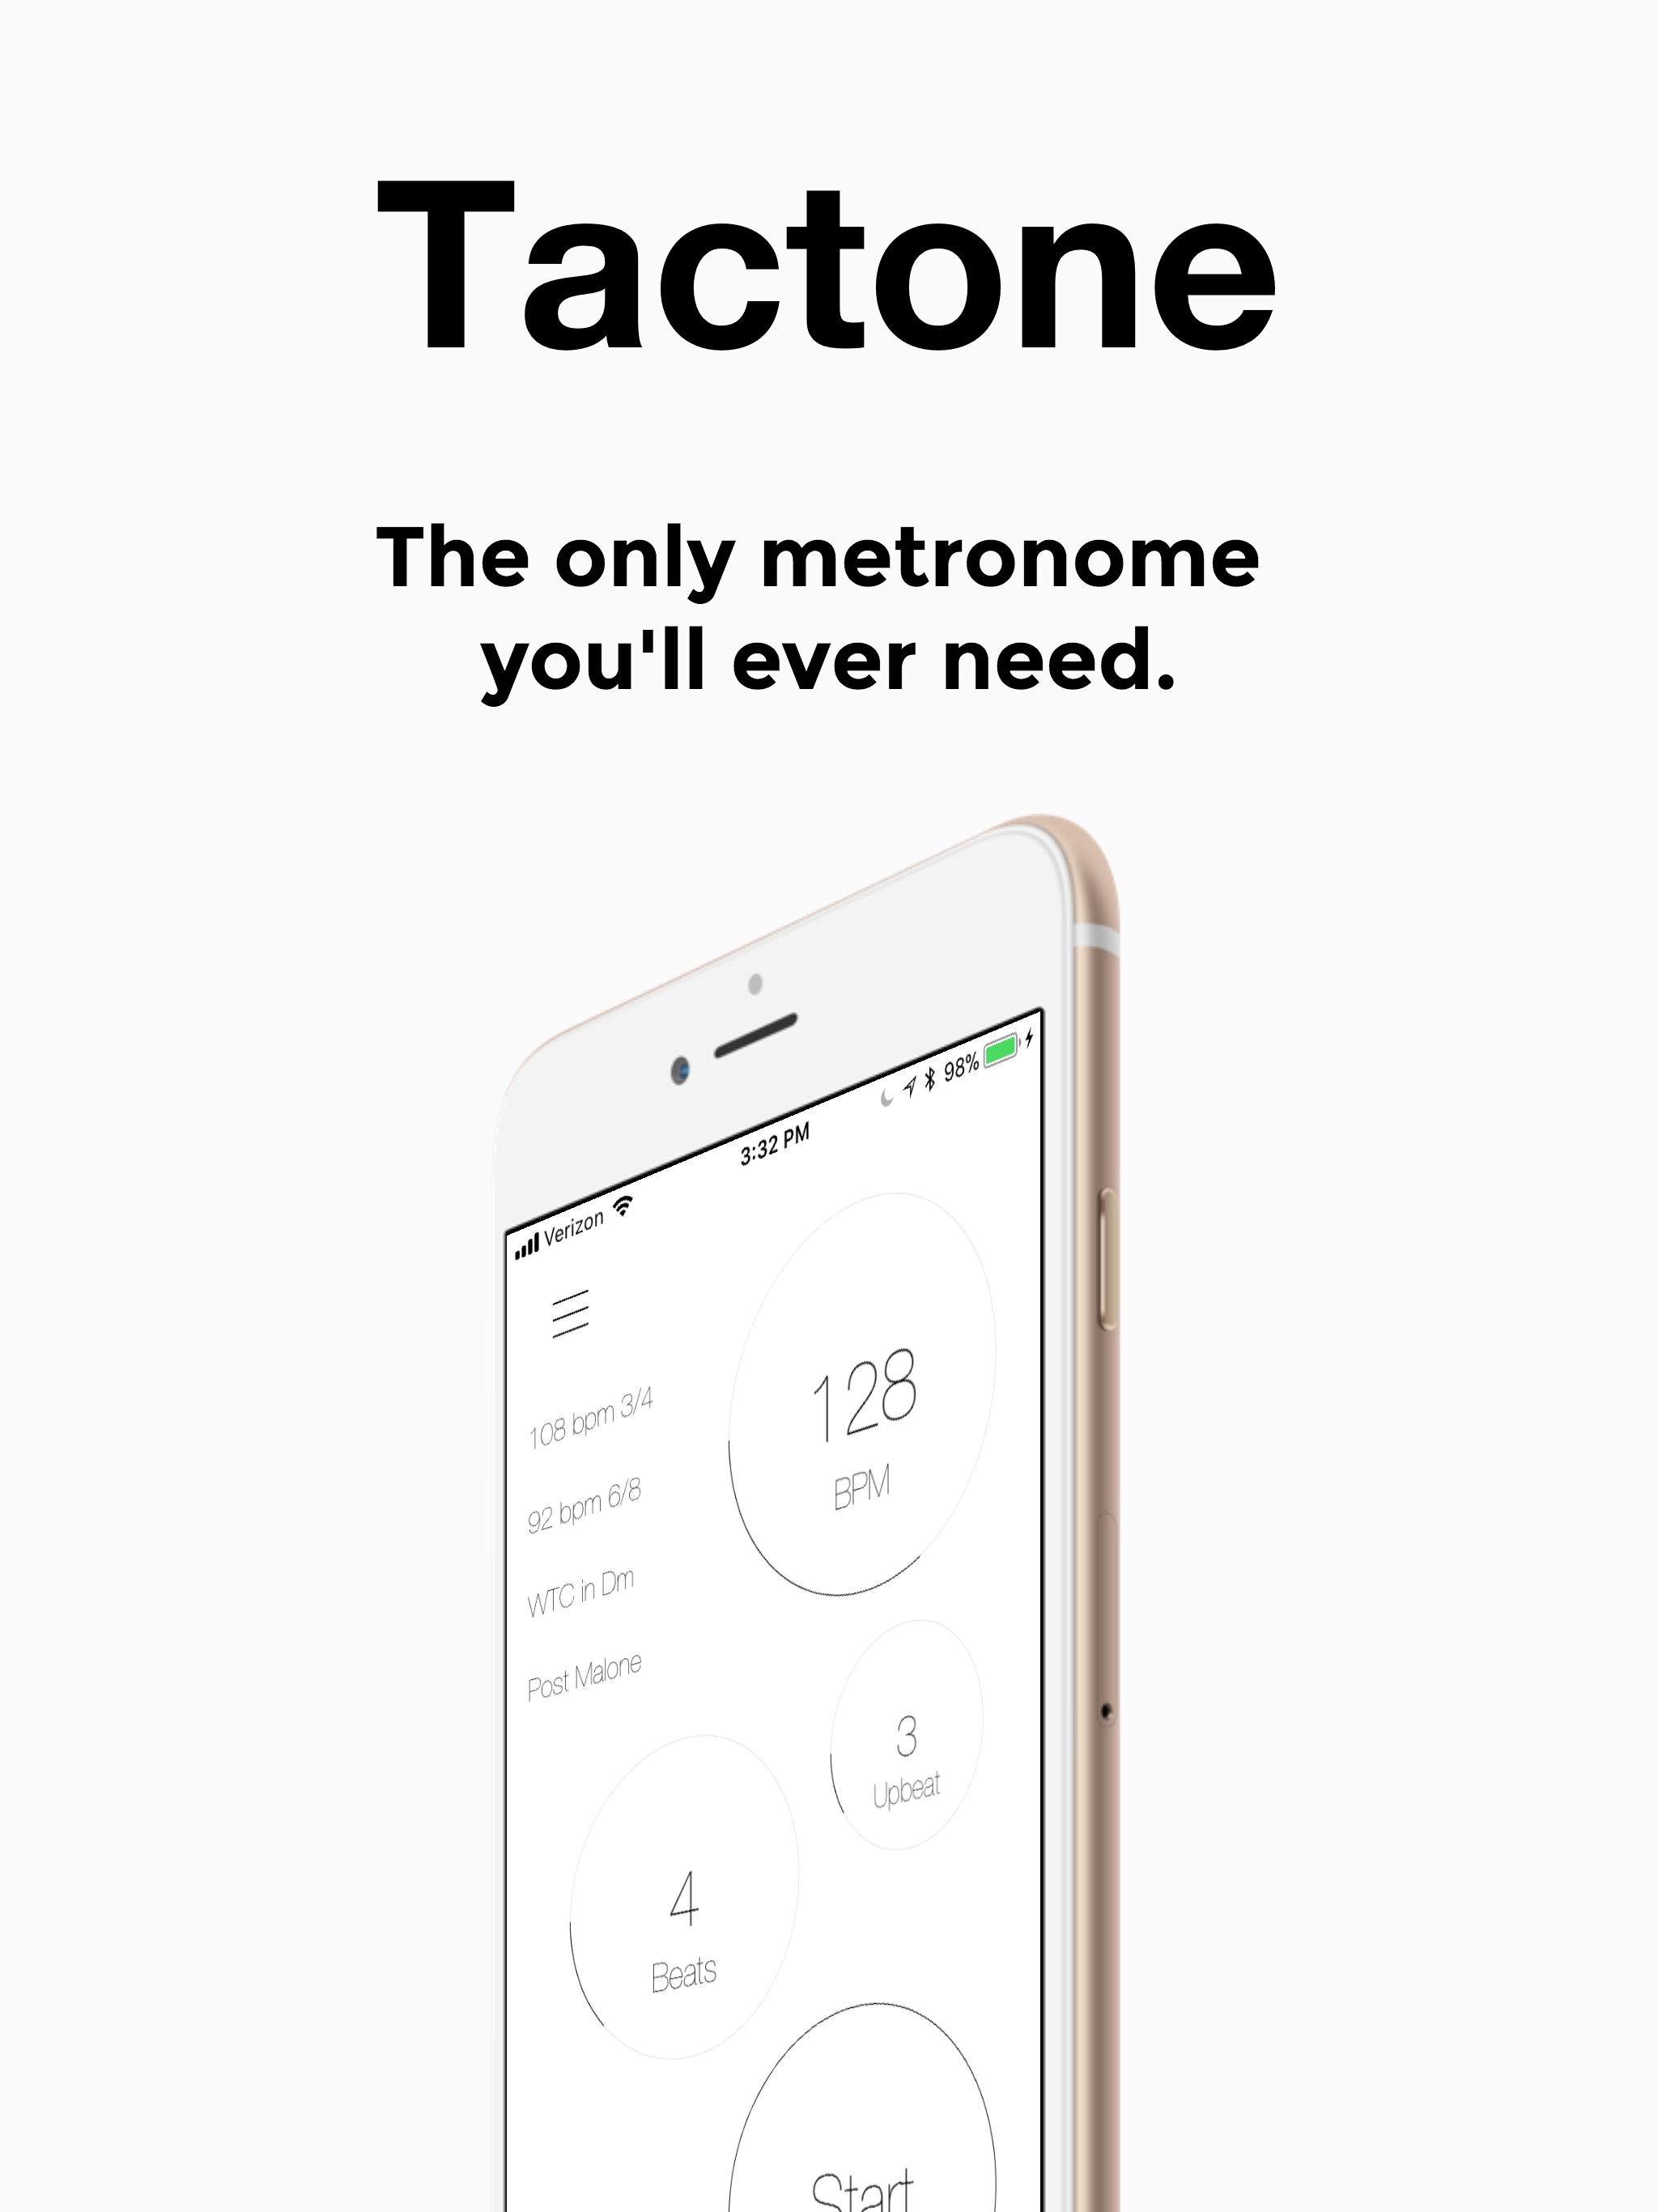 Tactone
The only metronome
you'll ever need.
Verizon 3:32 PM 98%
108 bpm 3/4
92 bpm 6/8
WTC in Dm
Post Malone
128
BPM
3
Upbeat
4
Beats
Start